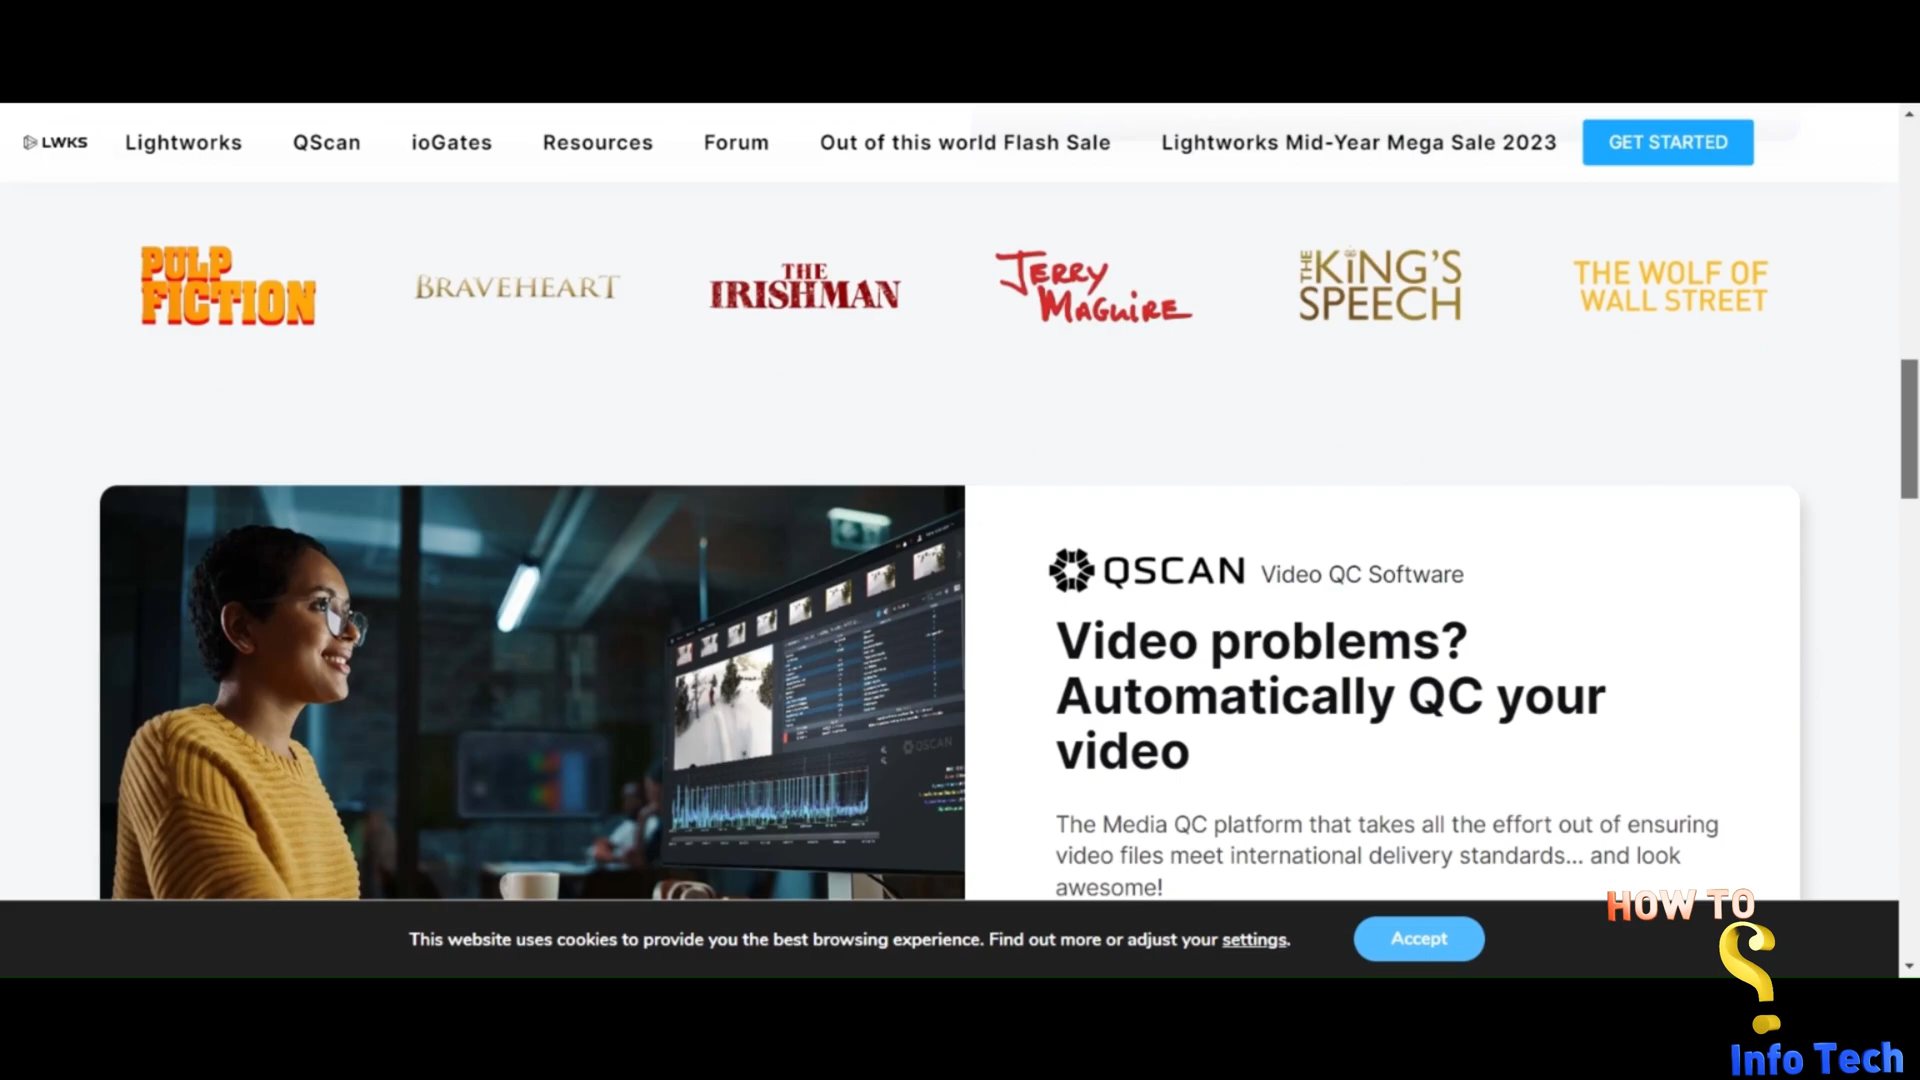 LWKS Lightworks QScan ioGates Resources Forum Out of this world Flash Sale Lightworks Mid-Year Mega Sale 2023 GET STARTED
PULP
FICTION
BRAVEHEART
THE
IRISHMAN
JERRY
MAGUIRE
THE KING'S
SPEECH
THE WOLF OF
WALL STREET
QSCAN Video QC Software
Video problems?
Automatically QC your
video
The Media QC platform that takes all the effort out of ensuring
video files meet international delivery standards... and look
awesome!
QSCAN
This website uses cookies to provide you the best browsing experience. Find out more or adjust your settings.
Accept
HOW TO
?
Info Tech